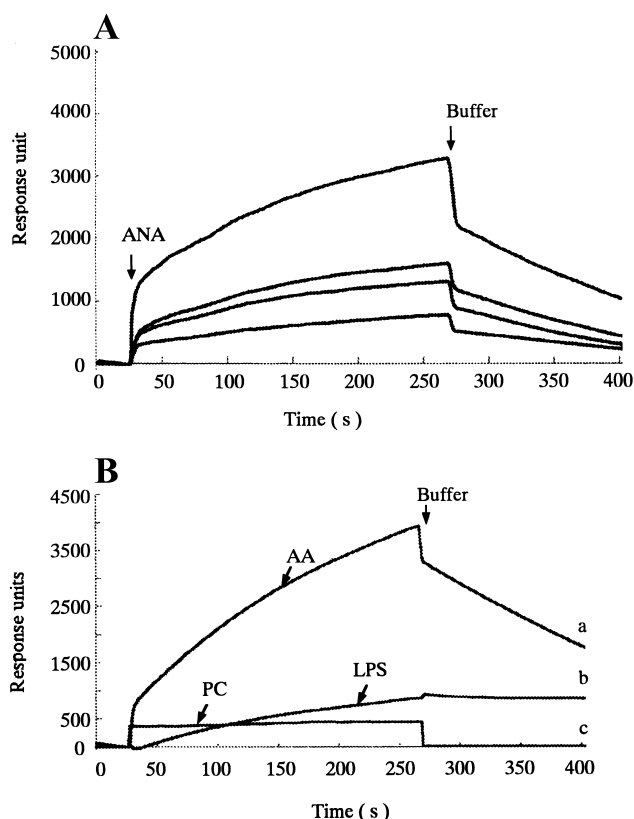 A
5000
4000
3000
2000
1000
0
Response unit
ANA
Buffer
0 50 100 150 200 250 300 350 400
Time ( s )
B
4500
3500
2500
1500
500
0
Response units
Buffer
AA
a
LPS
b
PC
c
0 50 100 150 200 250 300 350 400
Time ( s )